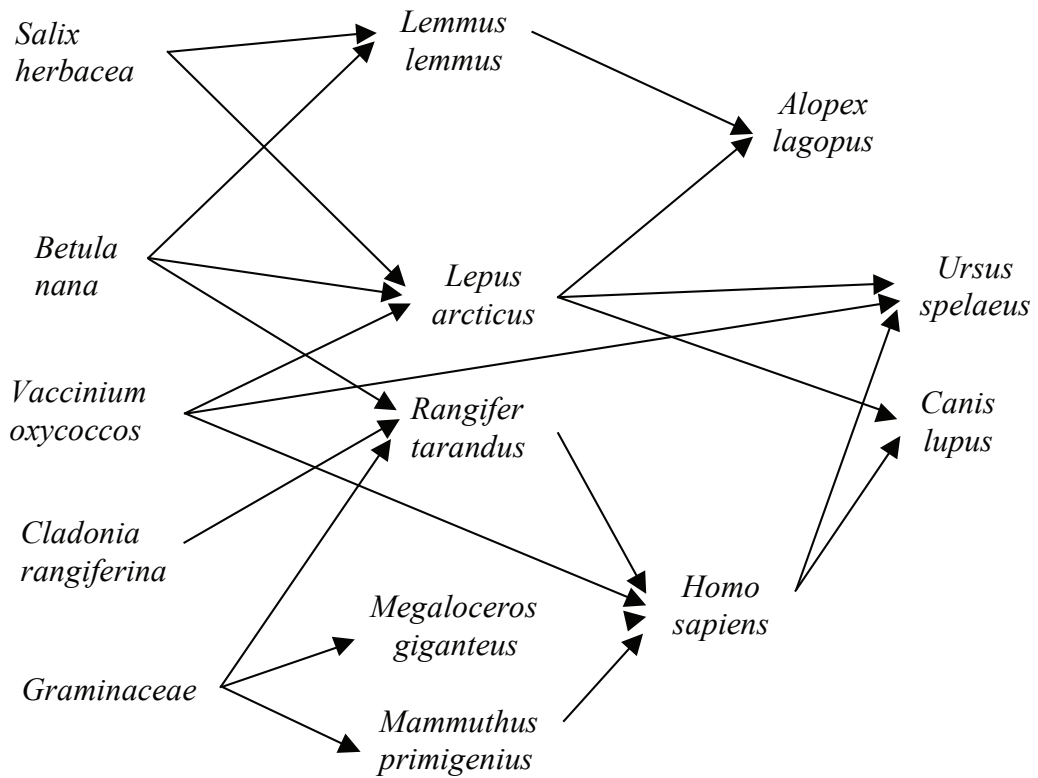 Salix
herbacea
Lemmus
lemmus
Alopex
lagopus
Betula
nana
Lepus
arcticus
Ursus
spelaeus
Vaccinium
oxycoccos
Rangifer
tarandus
Canis
lupus
Cladonia
rangiferina
Homo
sapiens
Megaloceros
giganteus
Graminaceae
Mammuthus
primigenius